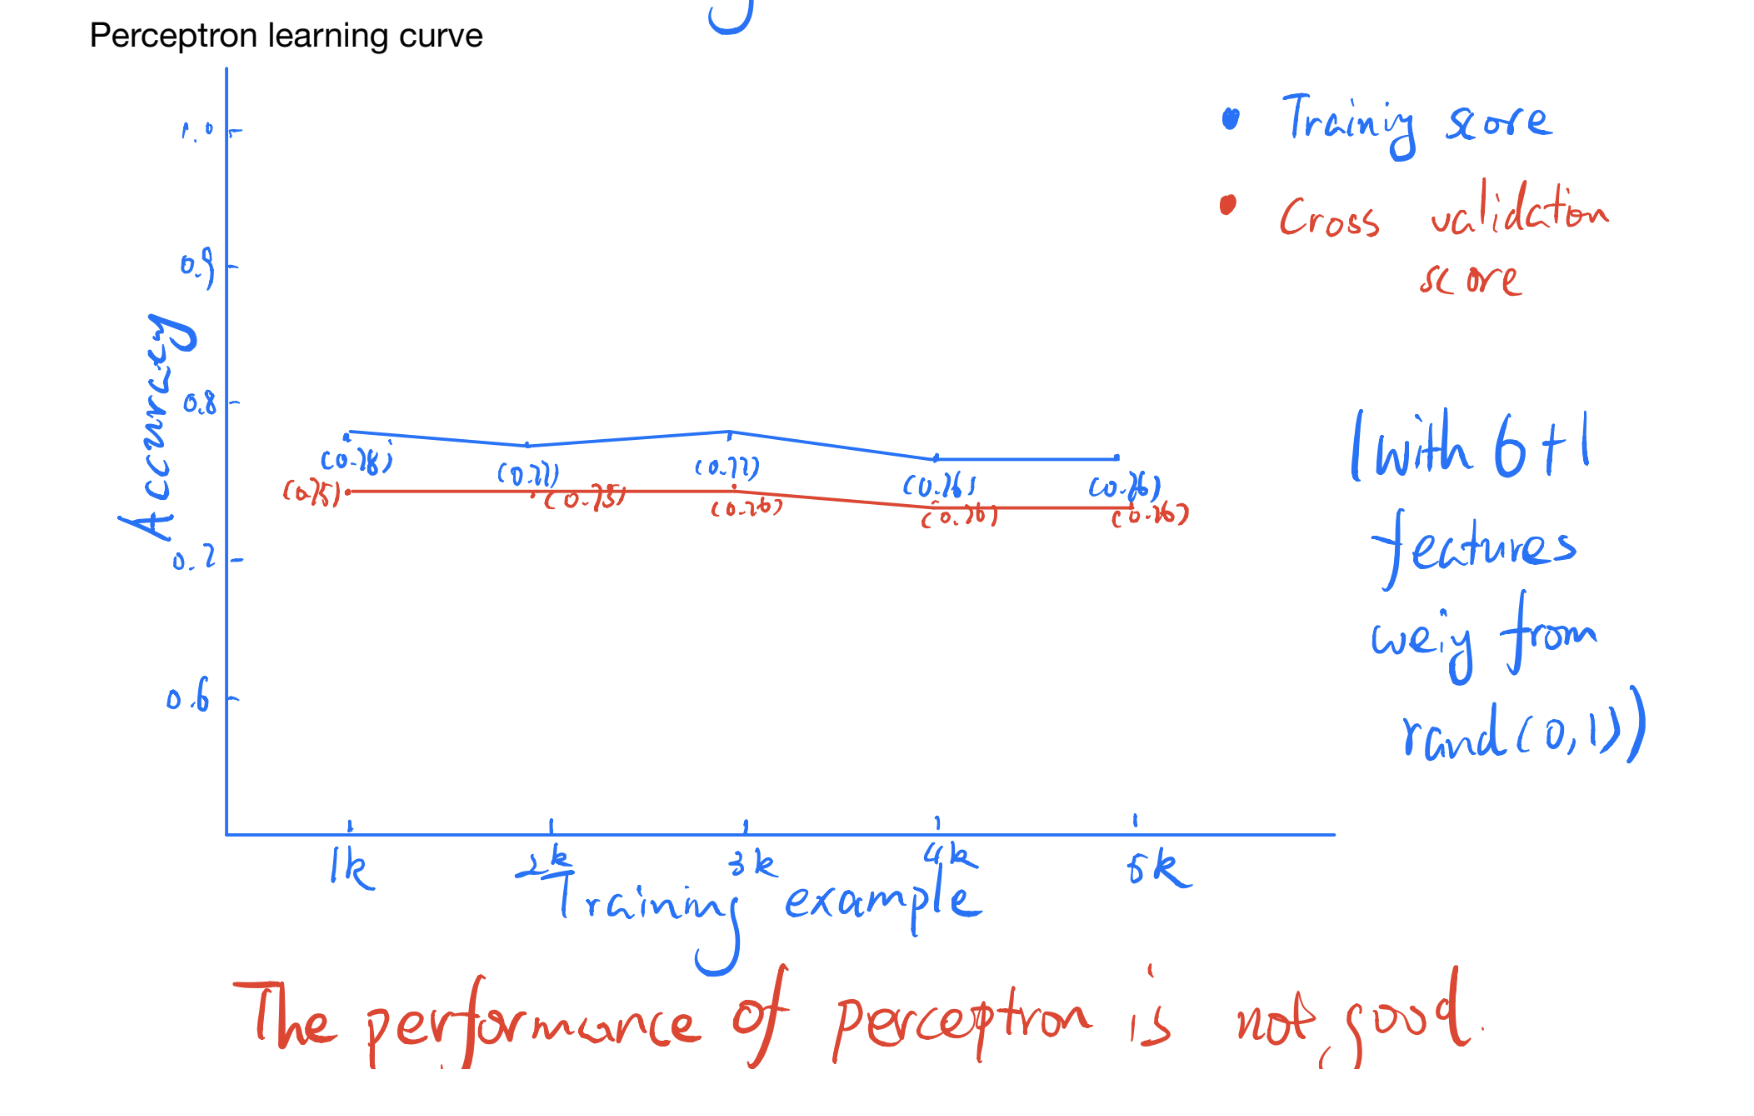 Perceptron learning curve
1.0
0.9
0.8
0.7
0.6
Accuracy
• Training score
• Cross validation
score
(0.78) (0.77) (0.77) (0.76) (0.76)
(0.75) (0.75) (0.76) (0.76) (0.76)
(with 6+1
features
weig from
rand(0,1))
1k 2k 3k 4k 5k
Training example
The performance of perceptron is not good.